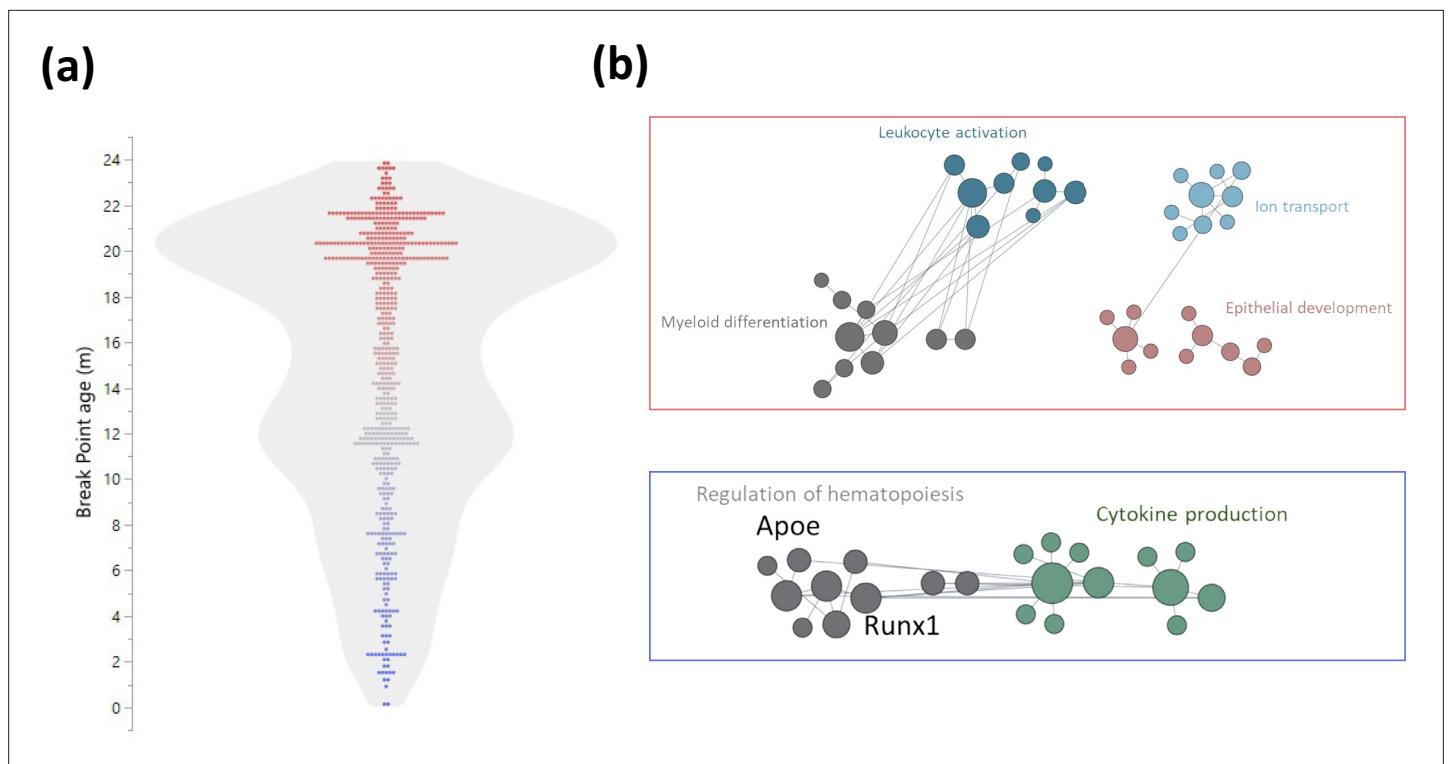 (a)
(b)
Break Point age (m)
24
22
20
18
16
14
12
10
8
6
4
2
0
Leukocyte activation
Ion transport
Myeloid differentiation
Epithelial development
Regulation of hematopoiesis
Apoe
Cytokine production
Runx1